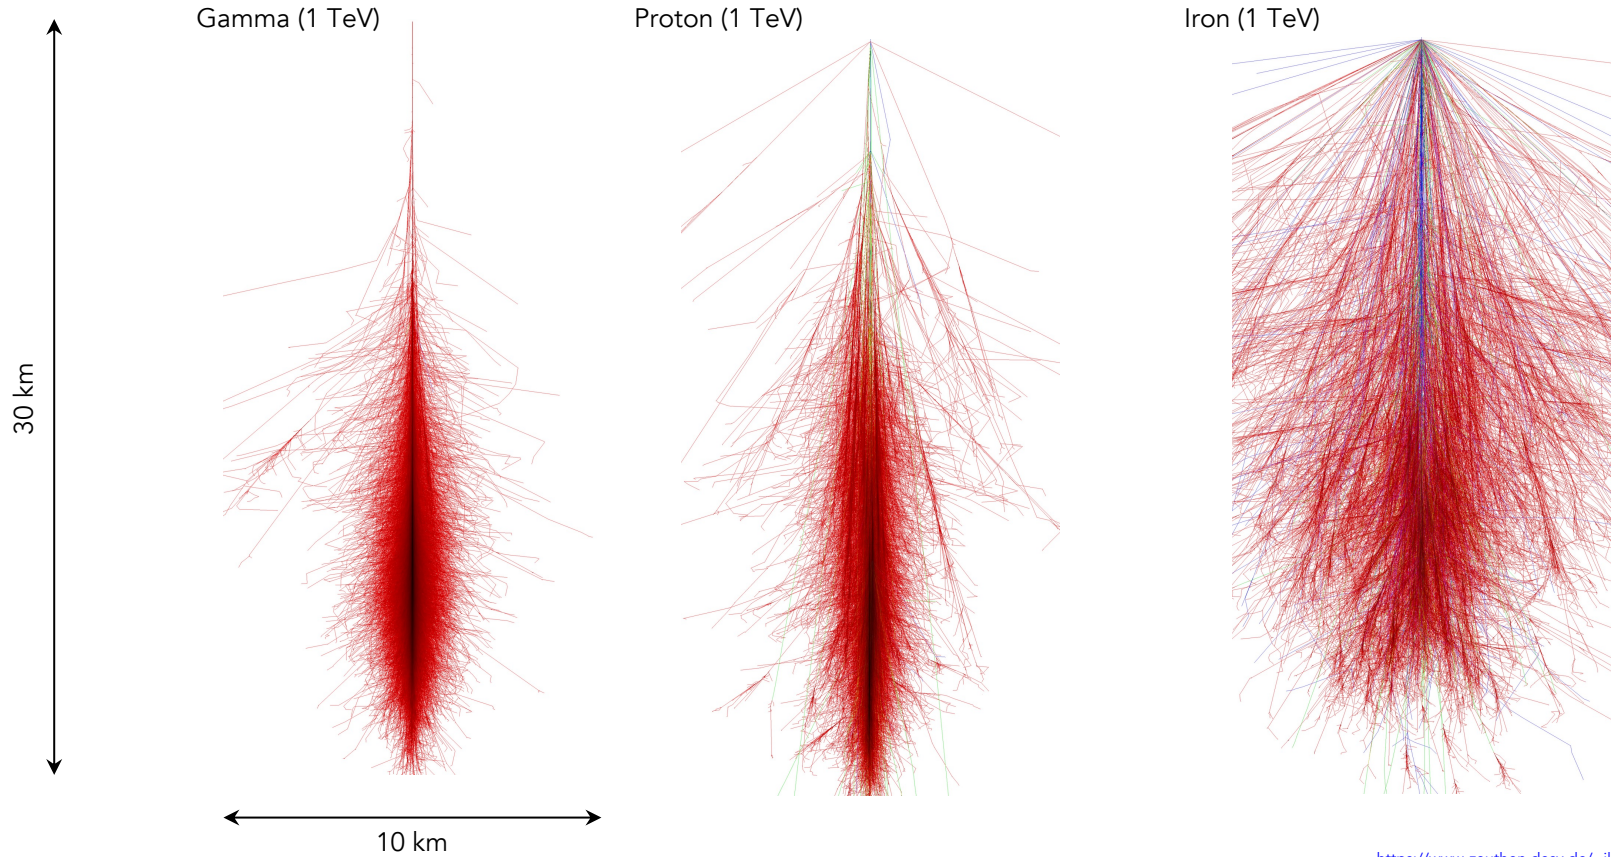 Gamma (1 TeV)
Proton (1 TeV)
Iron (1 TeV)
30 km
10 km